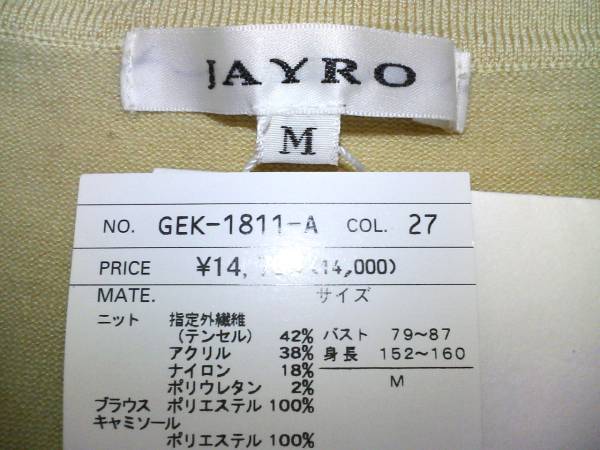 JAYRO
M
NO. GEK-1811-A COL. 27
PRICE (14,000)
MATE. サイズ
ニット 指定外繊維
(テンセル) 42% バスト 79~87
アクリル 38% 身長 152~160
ナイロン 18%
ポリウレタン 2% M
ブラウス ポリエステル 100%
キャミソール
ポリエステル 100%